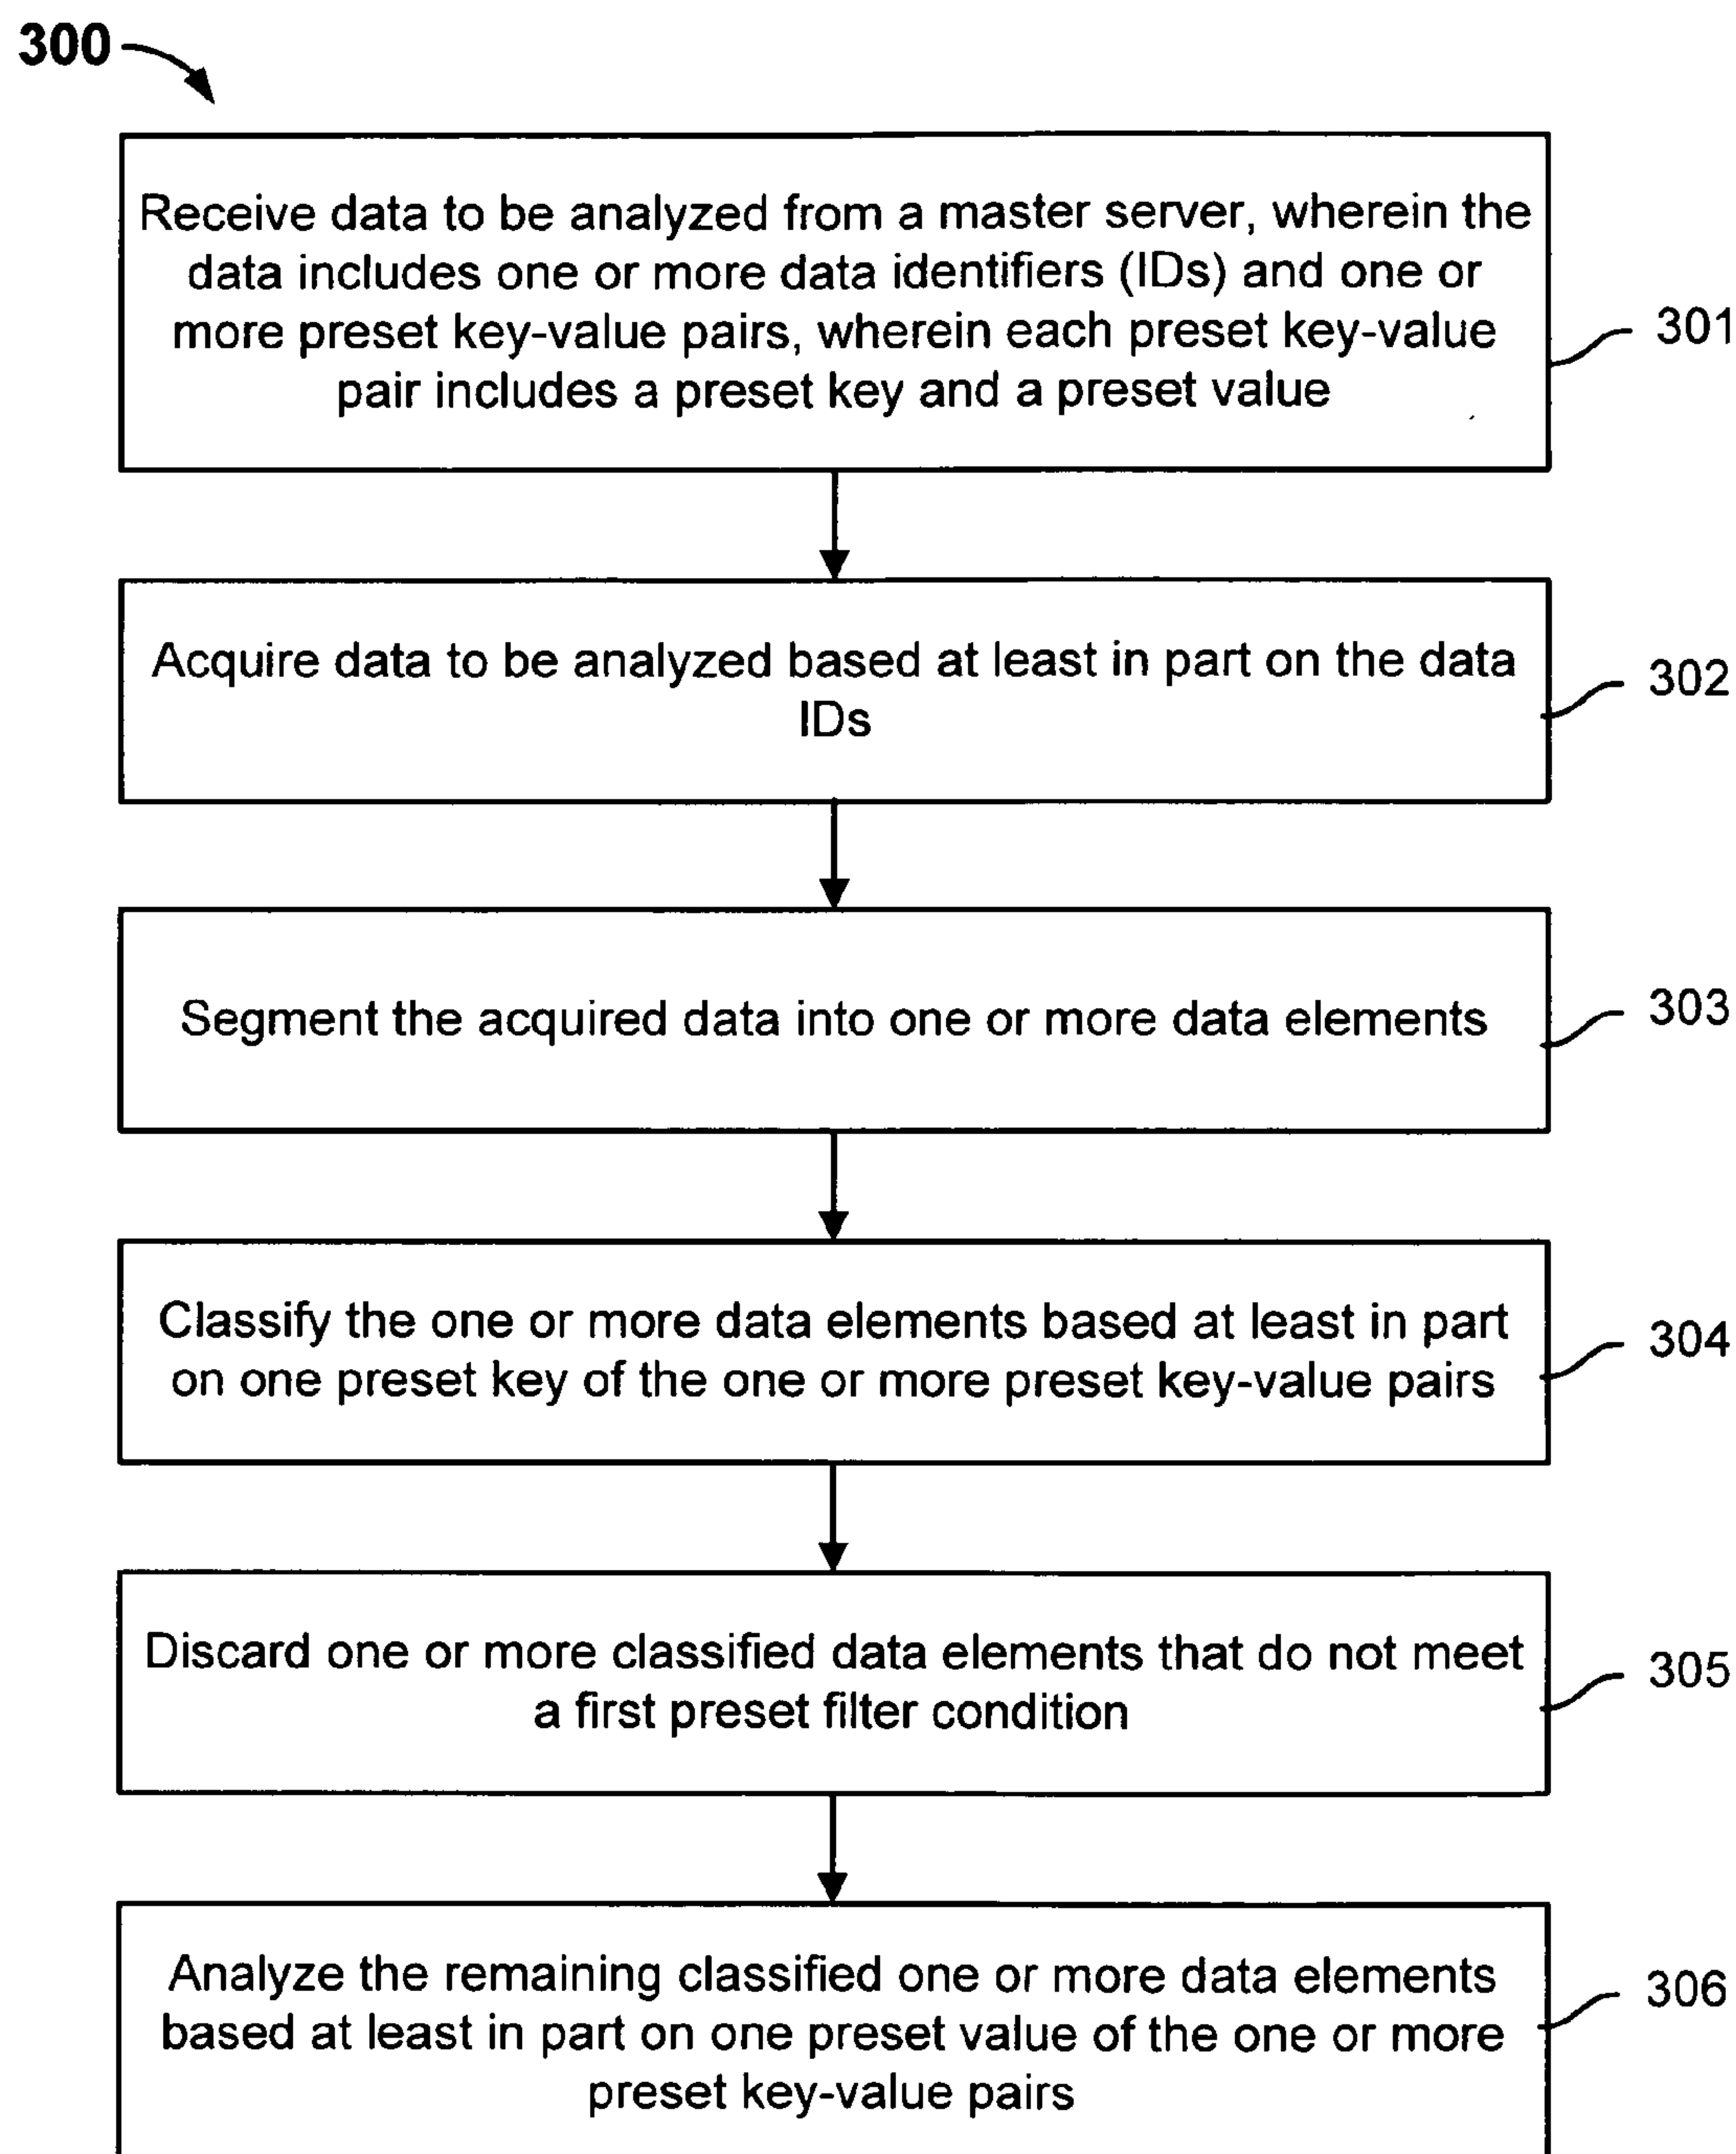 300
Receive data to be analyzed from a master server, wherein the
data includes one or more data identifiers (IDs) and one or
more preset key-value pairs, wherein each preset key-value
pair includes a preset key and a preset value
301
Acquire data to be analyzed based at least in part on the data
IDs
302
Segment the acquired data into one or more data elements
303
Classify the one or more data elements based at least in part
on one preset key of the one or more preset key-value pairs
304
Discard one or more classified data elements that do not meet
a first preset filter condition
305
Analyze the remaining classified one or more data elements
based at least in part on one preset value of the one or more
preset key-value pairs
306